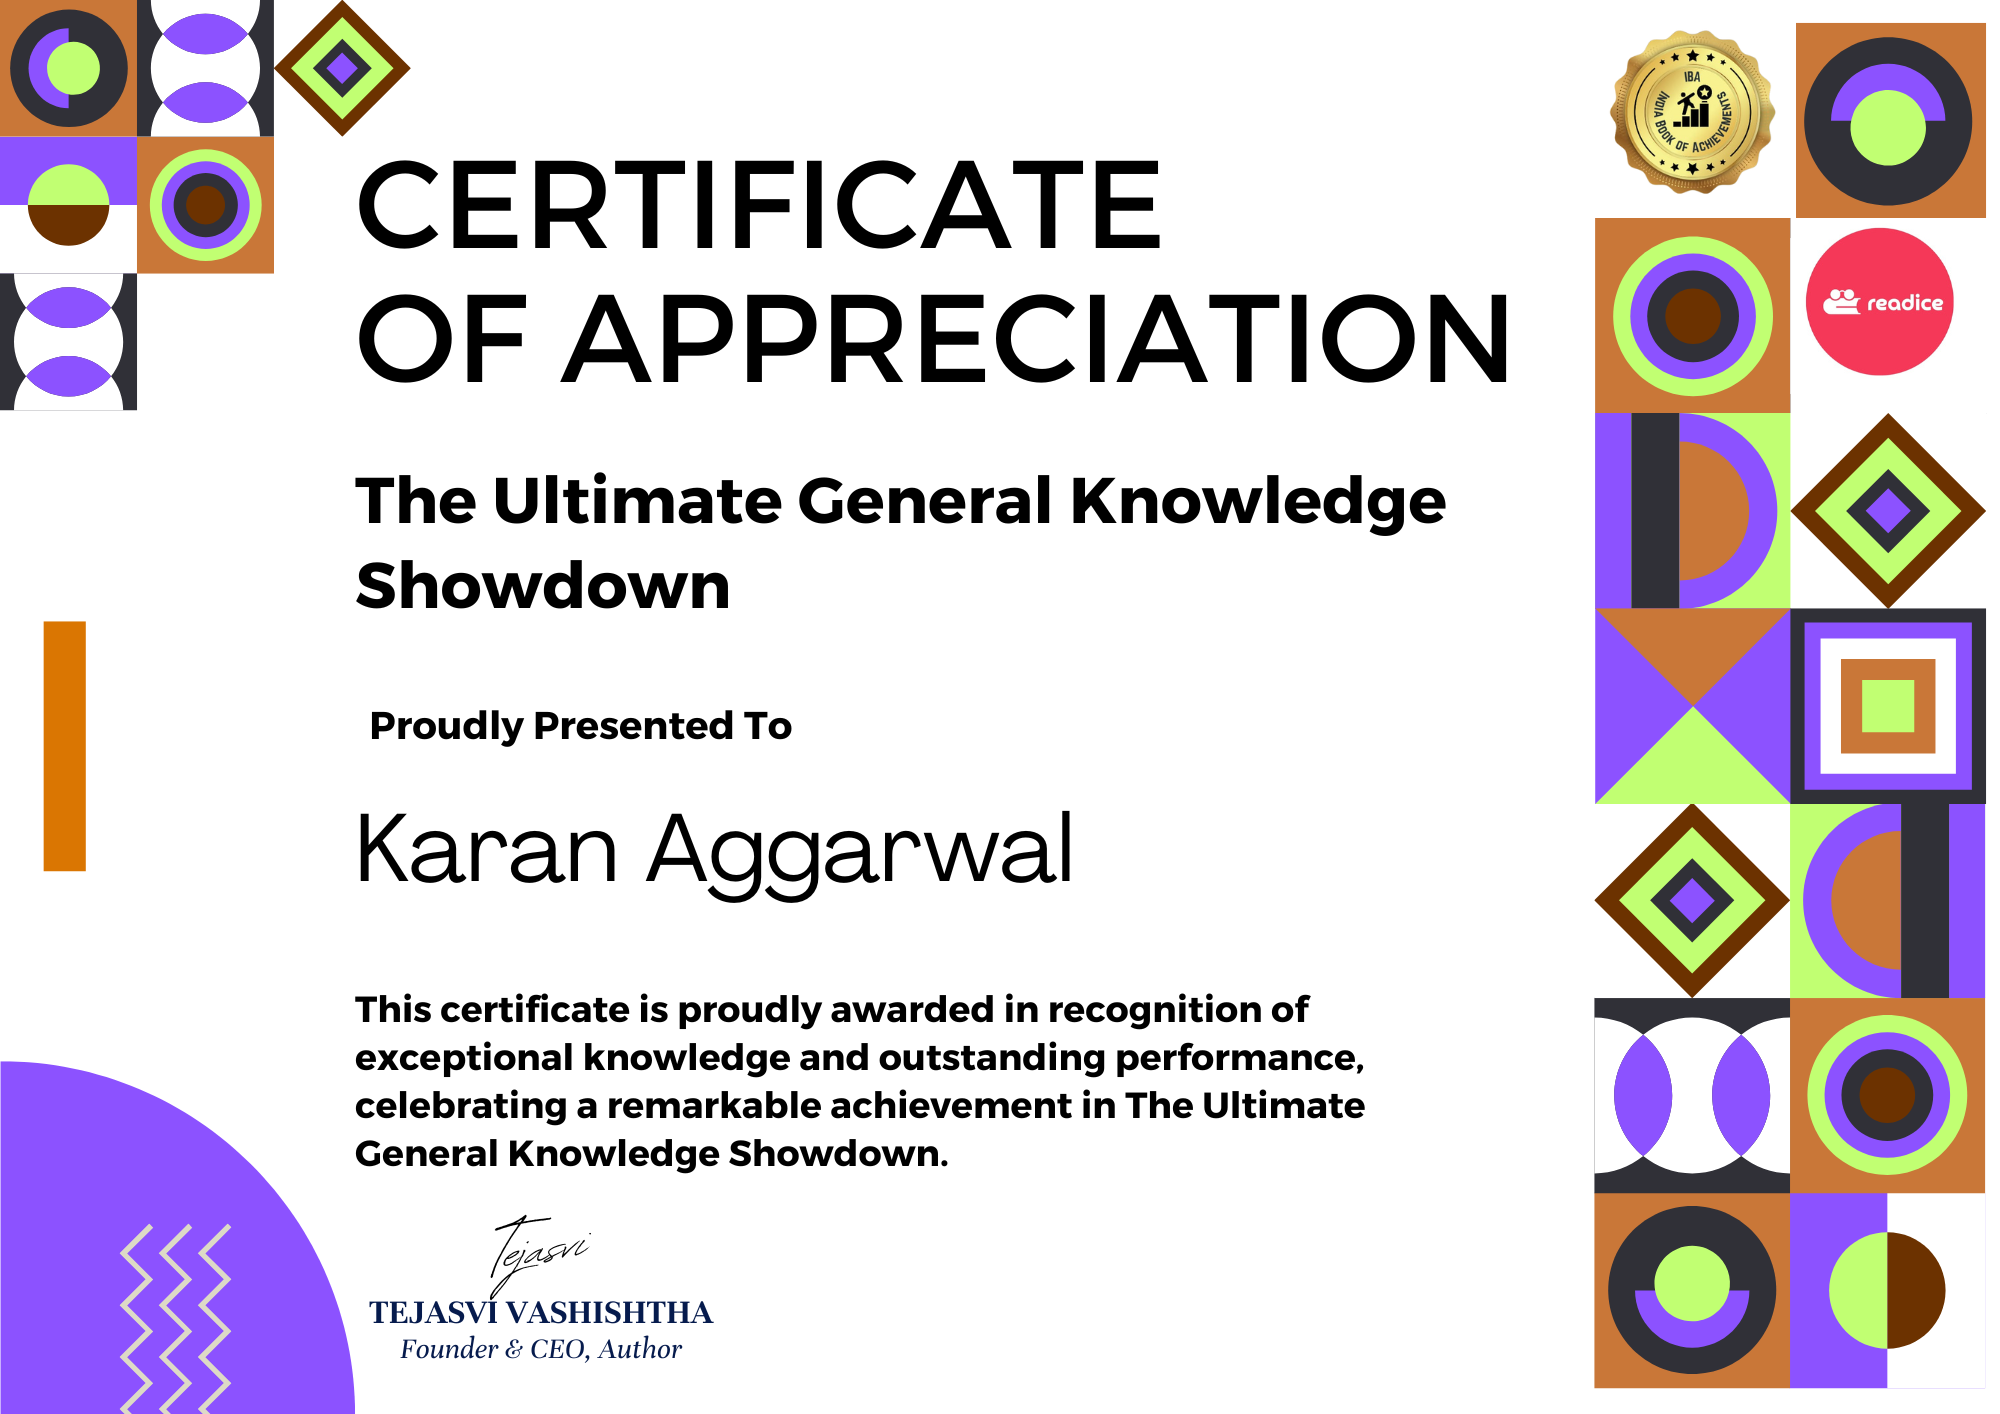 IBA
INDIA BOOK OF ACHIEVEMENTS
readice
CERTIFICATE
OF APPRECIATION
The Ultimate General Knowledge
Showdown
Proudly Presented To
Karan Aggarwal
This certificate is proudly awarded in recognition of
exceptional knowledge and outstanding performance,
celebrating a remarkable achievement in The Ultimate
General Knowledge Showdown.
Tejasvi
TEJASVI VASHISHTHA
Founder & CEO, Author